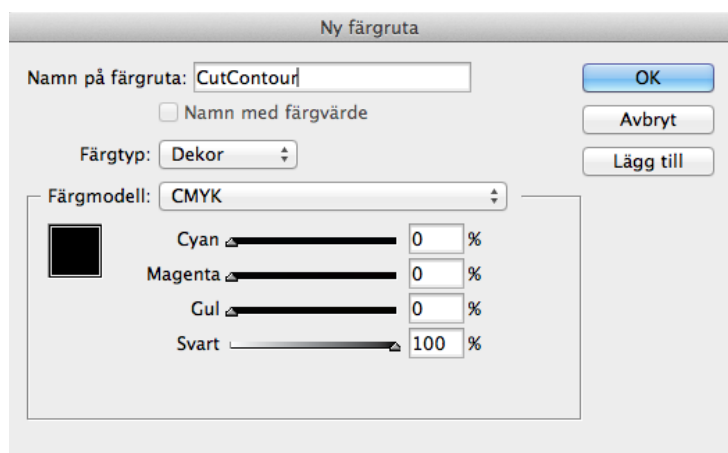 Ny färgruta
Namn på färgruta: CutContour
OK
Namn med färgvärde
Avbryt
Färgtyp: Dekor
Lägg till
Färgmodell: CMYK
Cyan 0 %
Magenta 0 %
Gul 0 %
Svart 100 %